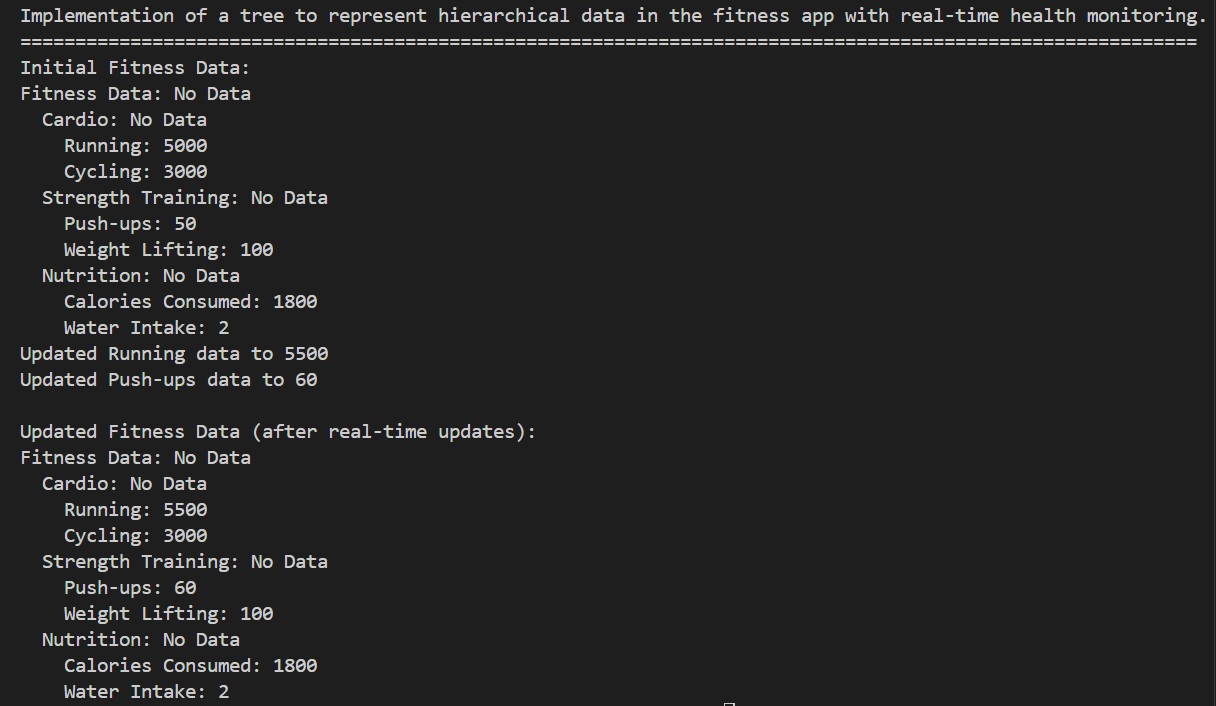 Implementation of a tree to represent hierarchical data in the fitness app with real-time health monitoring.
===========================================================================================================
Initial Fitness Data:
Fitness Data: No Data
  Cardio: No Data
    Running: 5000
    Cycling: 3000
  Strength Training: No Data
    Push-ups: 50
    Weight Lifting: 100
  Nutrition: No Data
    Calories Consumed: 1800
    Water Intake: 2
Updated Running data to 5500
Updated Push-ups data to 60

Updated Fitness Data (after real-time updates):
Fitness Data: No Data
  Cardio: No Data
    Running: 5500
    Cycling: 3000
  Strength Training: No Data
    Push-ups: 60
    Weight Lifting: 100
  Nutrition: No Data
    Calories Consumed: 1800
    Water Intake: 2